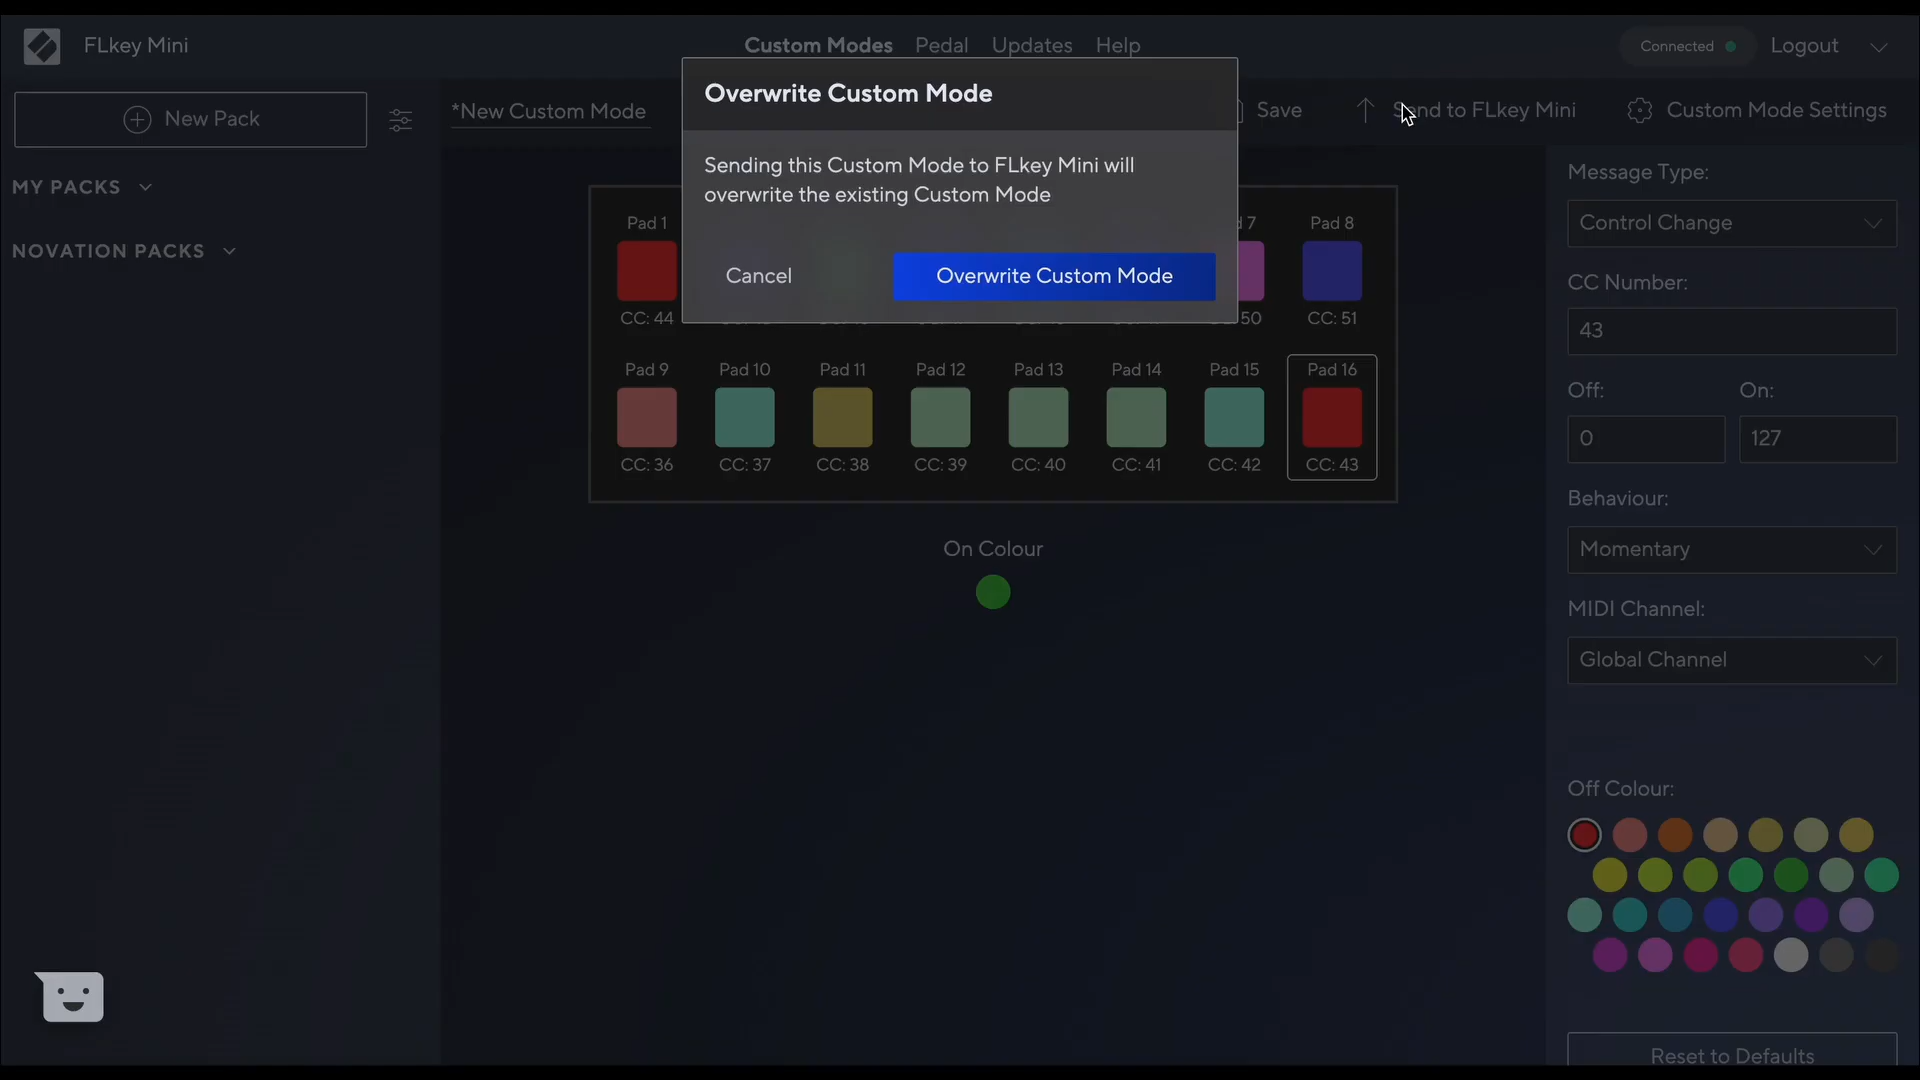 FLkey Mini
Custom Modes
Pedal
Updates
Help
Connected
Logout
New Pack
*New Custom Mode
Save
Send to FLkey Mini
Custom Mode Settings
Overwrite Custom Mode
Sending this Custom Mode to FLkey Mini will
overwrite the existing Custom Mode
Cancel
Overwrite Custom Mode
MY PACKS
NOVATION PACKS
Pad 1
Pad 8
CC: 44
CC: 51
Pad 9
Pad 10
Pad 11
Pad 12
Pad 13
Pad 14
Pad 15
Pad 16
CC: 36
CC: 37
CC: 38
CC: 39
CC: 40
CC: 41
CC: 42
CC: 43
On Colour
Message Type:
Control Change
CC Number:
43
Off:
On:
0
127
Behaviour:
Momentary
MIDI Channel:
Global Channel
Off Colour:
Reset to Defaults